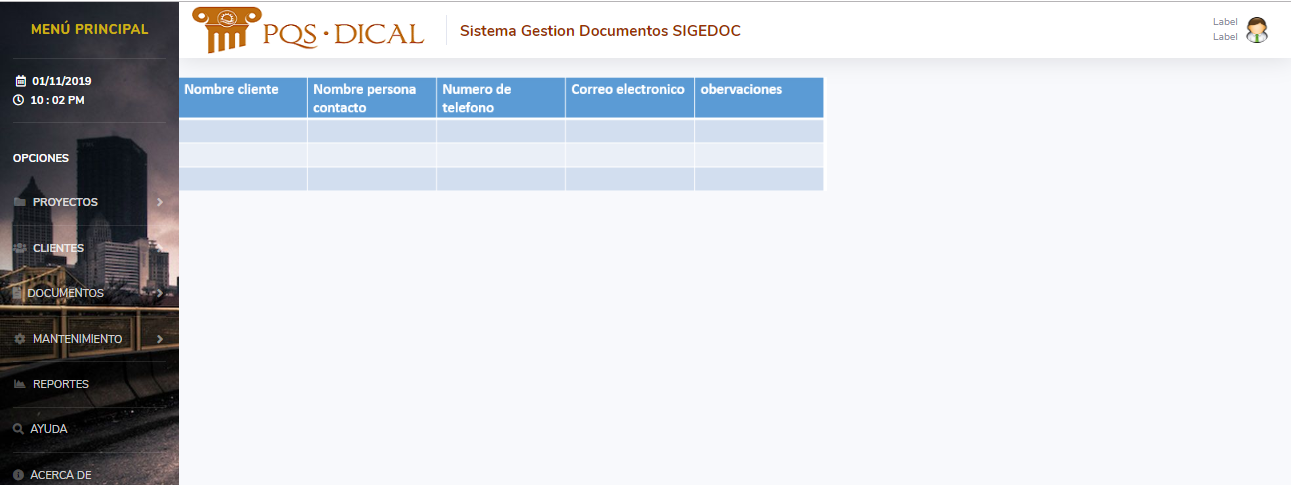 MENÚ PRINCIPAL
01/11/2019
10 : 02 PM
OPCIONES
PROYECTOS
CLIENTES
DOCUMENTOS
MANTENIMIENTO
REPORTES
AYUDA
ACERCA DE
PQS · DICAL
Sistema Gestion Documentos SIGEDOC
Label
Label
Nombre cliente
Nombre persona
contacto
Numero de
telefono
Correo electronico
obervaciones